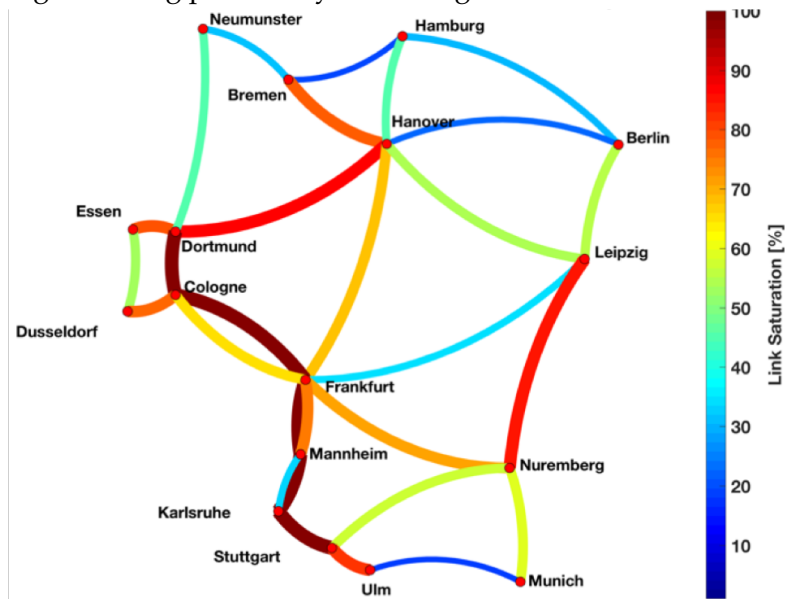 Neumunster
Hamburg
Bremen
Hanover
Berlin
Essen
Dortmund
Leipzig
Cologne
Dusseldorf
Frankfurt
Mannheim
Nuremberg
Karlsruhe
Stuttgart
Ulm
Munich
100
90
80
70
60
50
40
30
20
10
Link Saturation [%]